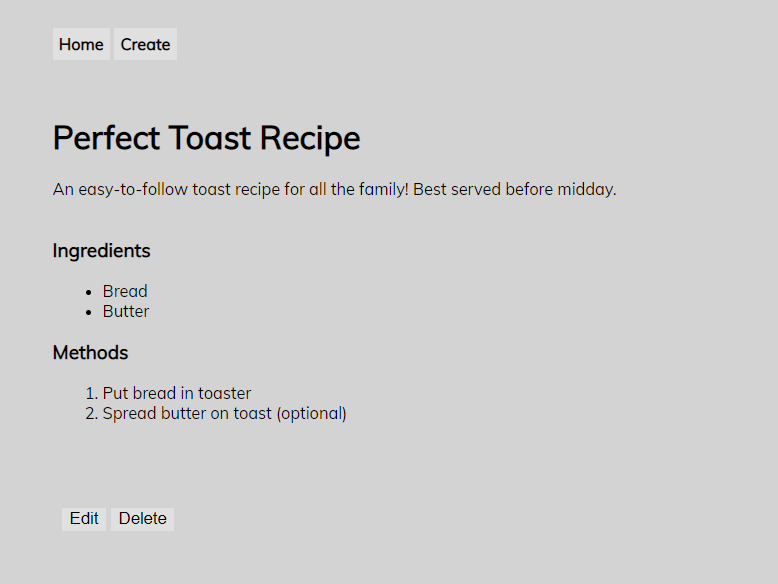 Home Create
Perfect Toast Recipe
An easy-to-follow toast recipe for all the family! Best served before midday.
Ingredients
• Bread
• Butter
Methods
1. Put bread in toaster
2. Spread butter on toast (optional)
Edit Delete